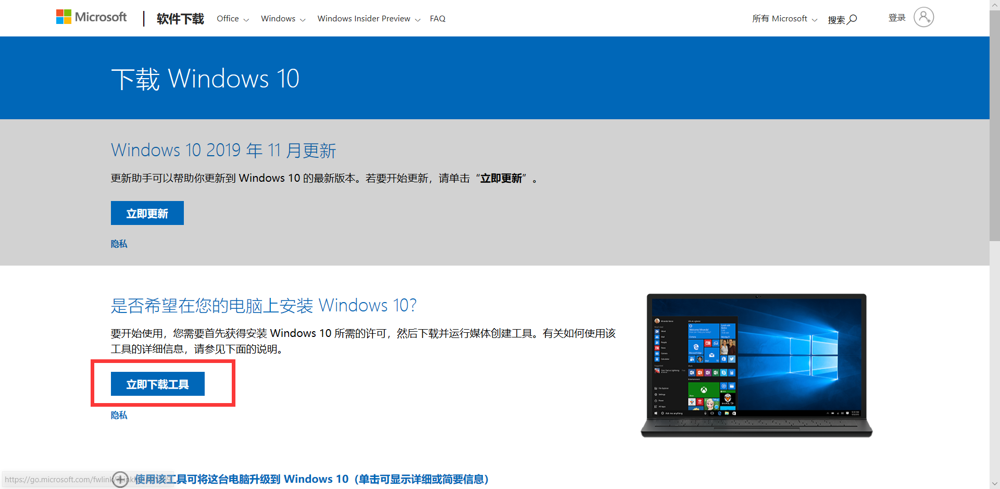 Microsoft
软件下载
Office
Windows
Windows Insider Preview
FAQ
所有 Microsoft
搜索
登录
下载 Windows 10
Windows 10 2019 年 11 月更新
更新助手可以帮助你更新到 Windows 10 的最新版本。若要开始更新，请单击“立即更新”。
立即更新
隐私
是否希望在您的电脑上安装 Windows 10?
要开始使用，您需要首先获得安装 Windows 10 所需的许可，然后下载并运行媒体创建工具。有关如何使用该
工具的详细信息，请参见下面的说明。
立即下载工具
隐私
使用该工具可将这台电脑升级到 Windows 10（单击可显示详细或简要信息）
https://go.microsoft.com/fwlink/